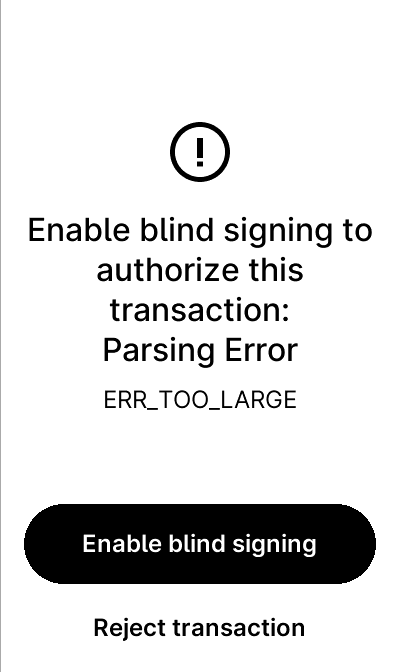 Enable blind signing to
authorize this
transaction:
Parsing Error
ERR_TOO_LARGE
Enable blind signing
Reject transaction